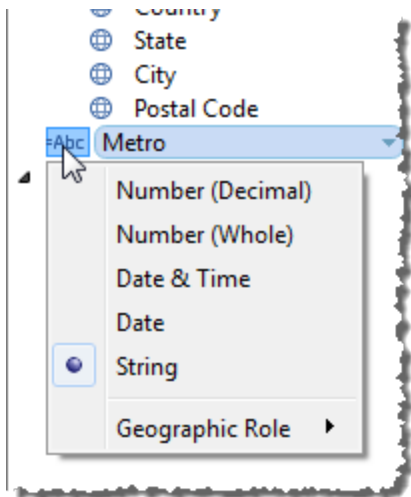 Country
State
City
Postal Code
=Abc Metro
Number (Decimal)
Number (Whole)
Date & Time
Date
String
Geographic Role